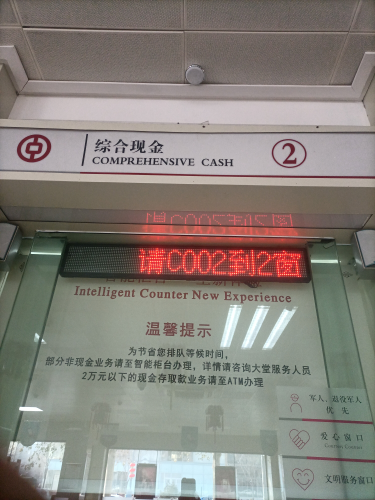 综合现金
COMPREHENSIVE CASH
2
请C002到2窗
Intelligent Counter New Experience
温馨提示
为节省您排队等候时间，
部分非现金业务请至智能柜台办理，详情请咨询大堂服务人员
2万元以下的现金存取款业务请至ATM办理
军人、退役军人
优先
爱心窗口
文明服务窗口